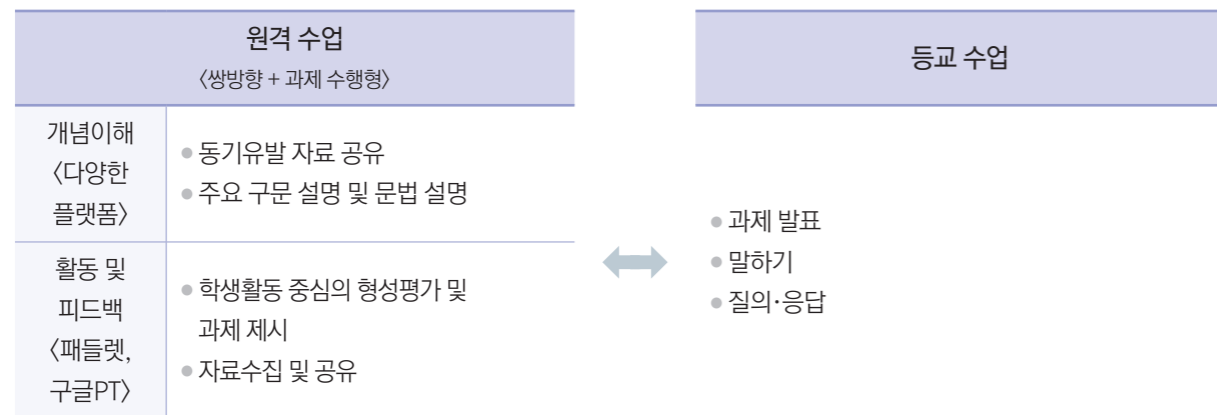 원격 수업
〈쌍방향 + 과제 수행형〉
개념이해
〈다양한
플랫폼〉
● 동기유발 자료 공유
● 주요 구문 설명 및 문법 설명
활동 및
피드백
〈패들렛,
구글PT〉
● 학생활동 중심의 형성평가 및
과제 제시
● 자료수집 및 공유
등교 수업
● 과제 발표
● 말하기
● 질의·응답